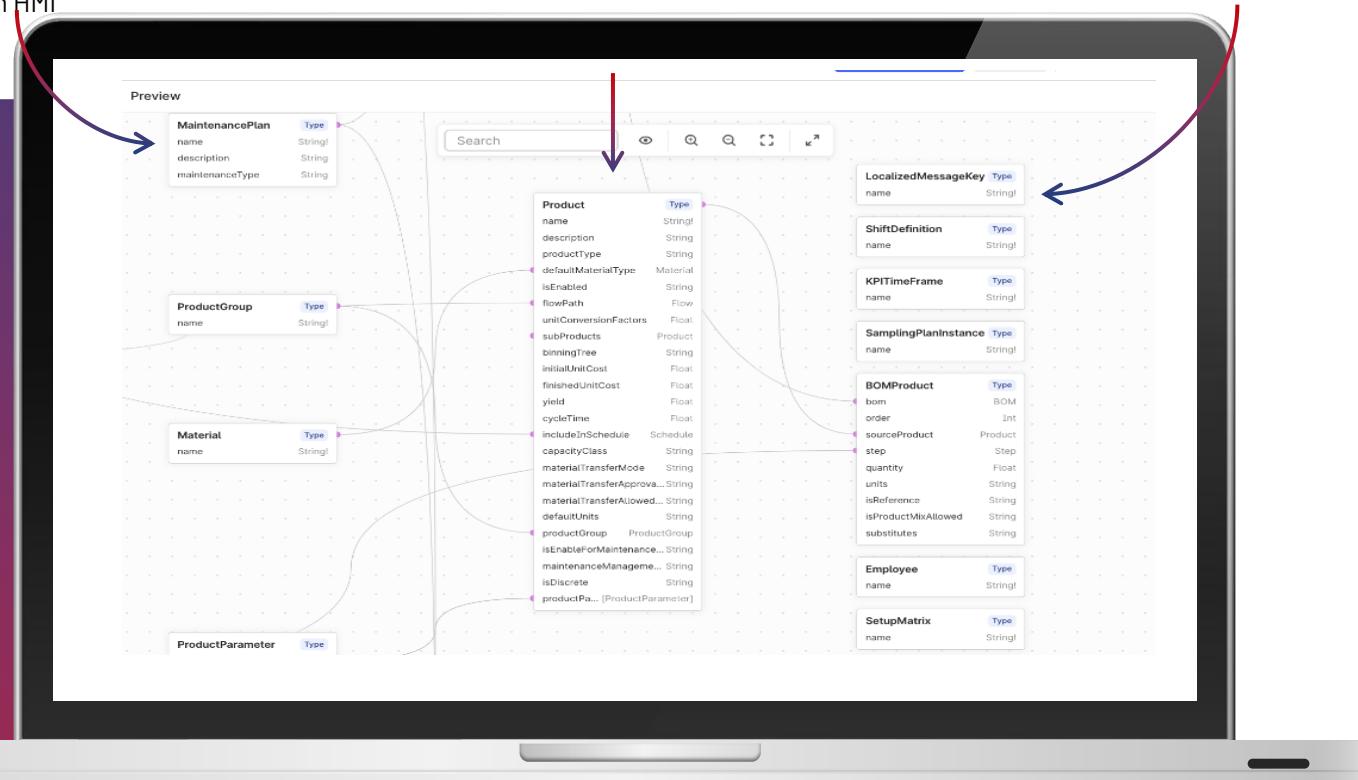 n HMI
Preview
Search
MaintenancePlan Type
name String!
description String
maintenanceType String
ProductGroup Type
name String!
Material Type
name String!
ProductParameter Type
Product Type
name String!
description String
productType String
defaultMaterialType Material
isEnabled String
flowPath Flow
unitConversionFactors Float
subProducts Product
binningTree String
initialUnitCost Float
finishedUnitCost Float
yield Float
cycleTime Float
includeInSchedule Schedule
capacityClass String
materialTransferMode String
materialTransferApprova... String
materialTransferAllowed... String
defaultUnits String
productGroup ProductGroup
isEnableForMaintenance... String
maintenanceManageme... String
isDiscrete String
productPa... [ProductParameter]
LocalizedMessageKey Type
name String!
ShiftDefinition Type
name String!
KPITimeFrame Type
name String!
SamplingPlanInstance Type
name String!
BOMProduct Type
bom BOM
order Int
sourceProduct Product
step Step
quantity Float
units String
isReference String
isProductMixAllowed String
substitutes String
Employee Type
name String!
SetupMatrix Type
name String!